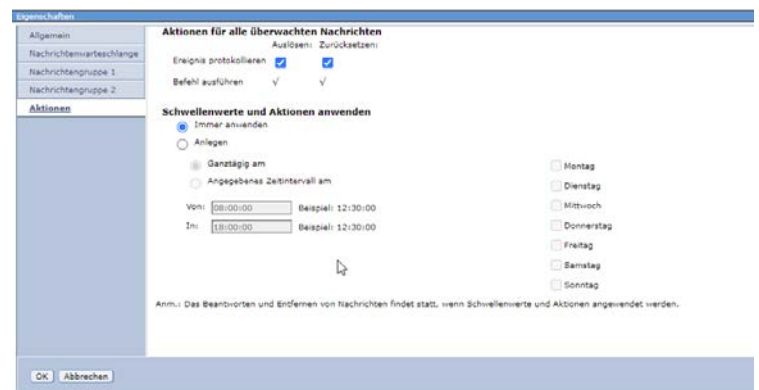 Eigenschaften
Allgemein
Nachrichtenwarteschlange
Nachrichtengruppe 1
Nachrichtengruppe 2
Aktionen
Aktionen für alle überwachten Nachrichten
Auslösen: Zurücksetzen:
Ereignis protokollieren
Befehl ausführen √ √
Schwellenwerte und Aktionen anwenden
Immer anwenden
Anlegen
Ganztägig am
Angegebenes Zeitintervall am
Von: 08:00:00 Beispiel: 12:30:00
In: 18:00:00 Beispiel: 12:30:00
Montag
Dienstag
Mittwoch
Donnerstag
Freitag
Samstag
Sonntag
Anm.: Das Beantworten und Entfernen von Nachrichten findet statt, wenn Schwellenwerte und Aktionen angewendet werden.
OK Abbrechen